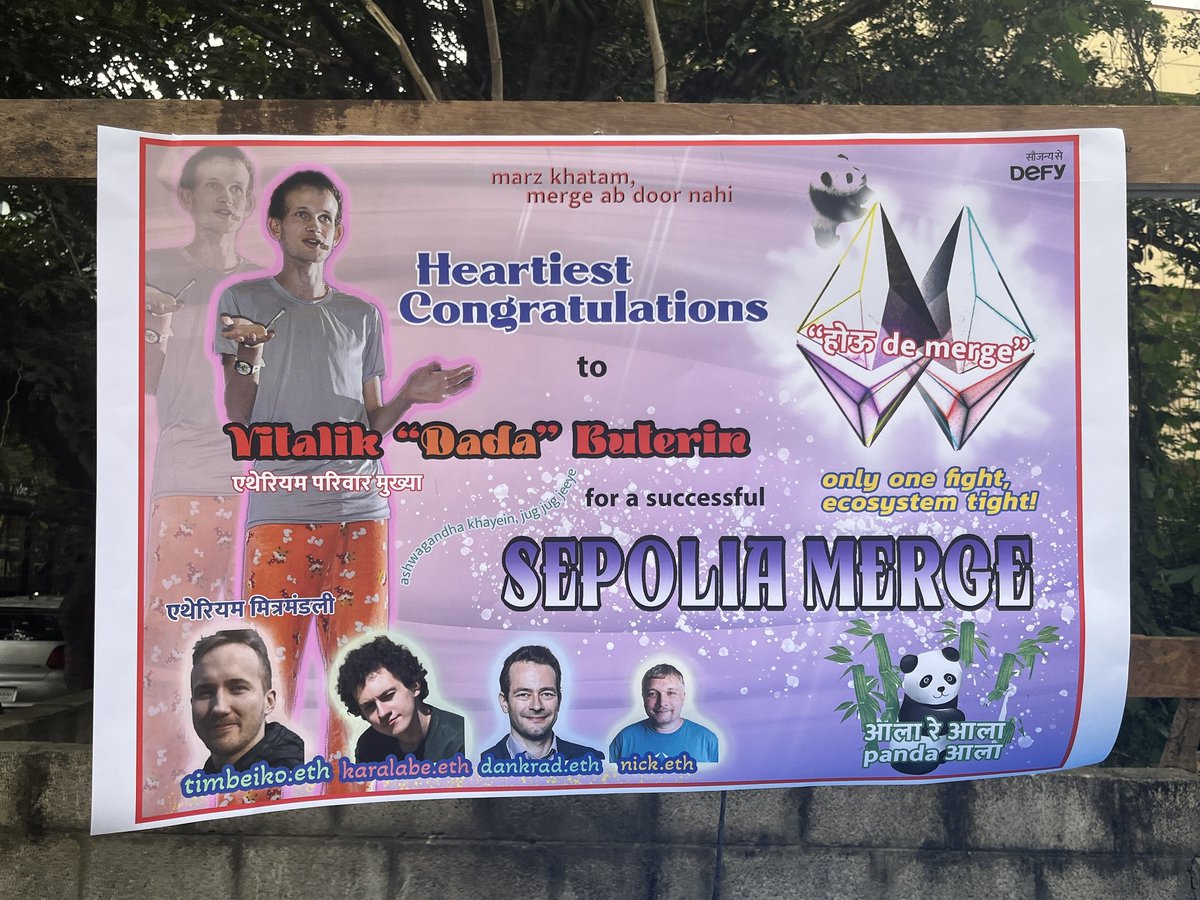 marz khatam,
merge ab door nahi
सौजन्य से
DEFY
Heartiest
Congratulations
to
Vitalik “Dada” Buterin
एथेरियम परिवार मुख्या
ashwagandha khayein, jug jug jeeye
for a successful
SEPOLIA MERGE
“होऊ de merge”
only one fight,
ecosystem tight!
एथेरियम मित्रमंडली
timbeiko.eth
karalabe.eth
dankrad.eth
nick.eth
आला रे आला
panda आला